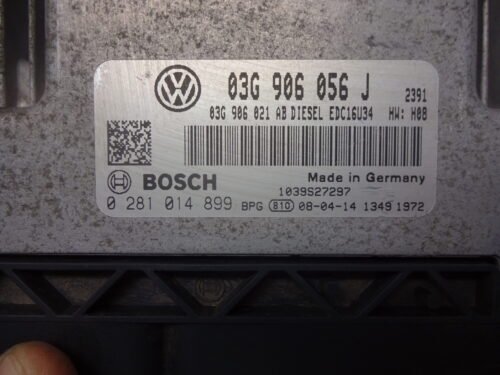 03G 906 056 J 2391
03G 906 021 AB DIESEL EDC16U34 HW: H08
Made in Germany
BOSCH 1039S27297
0 281 014 899 BPG 810 08-04-14 1349 1972